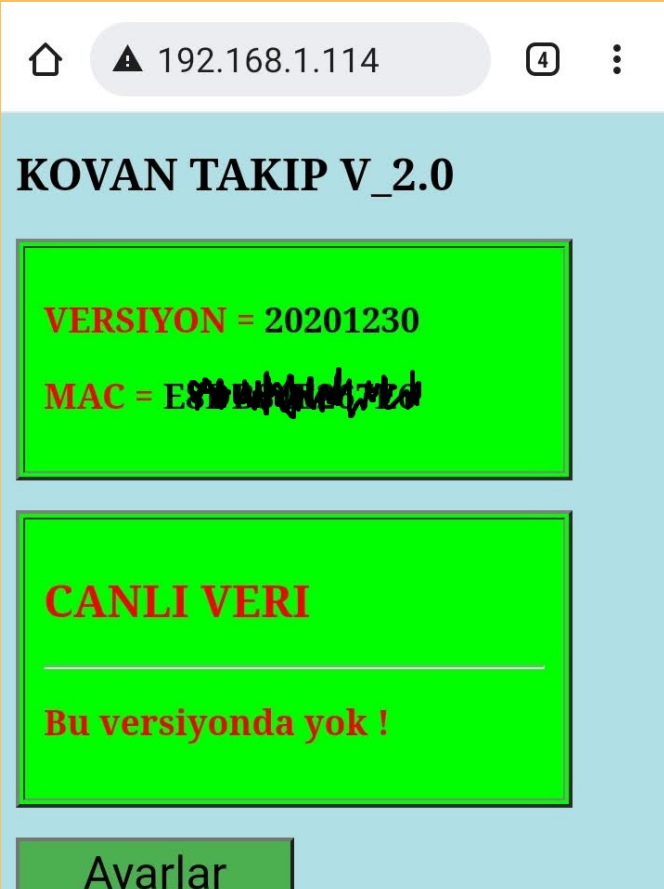 192.168.1.114
4
KOVAN TAKIP V_2.0
VERSIYON = 20201230
MAC =
CANLI VERI
Bu versiyonda yok !
Ayarlar